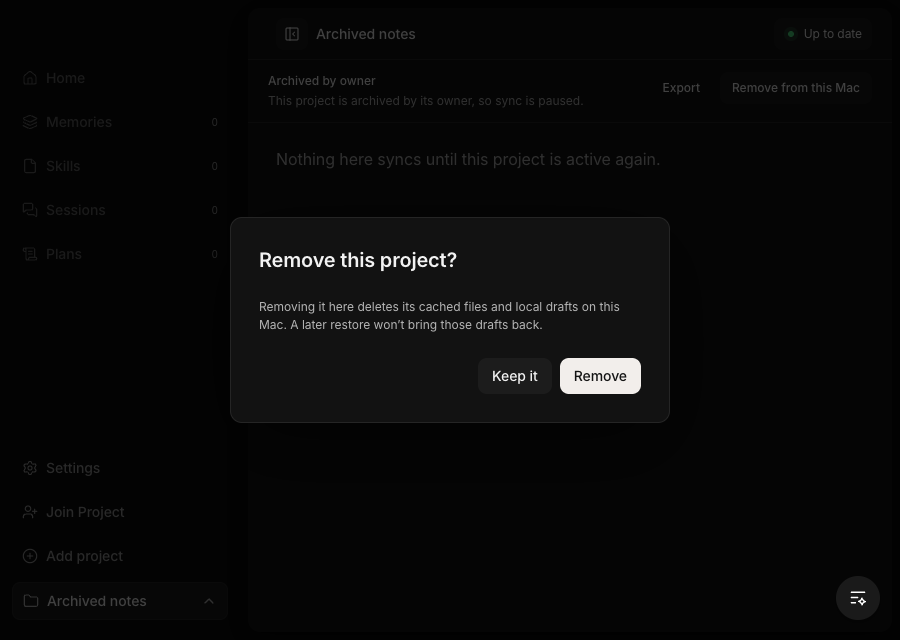 Archived notes
Up to date
Home
Memories 0
Skills 0
Sessions 0
Plans 0
Archived by owner
This project is archived by its owner, so sync is paused.
Export
Remove from this Mac
Nothing here syncs until this project is active again.
Remove this project?
Removing it here deletes its cached files and local drafts on this
Mac. A later restore won’t bring those drafts back.
Keep it
Remove
Settings
Join Project
Add project
Archived notes